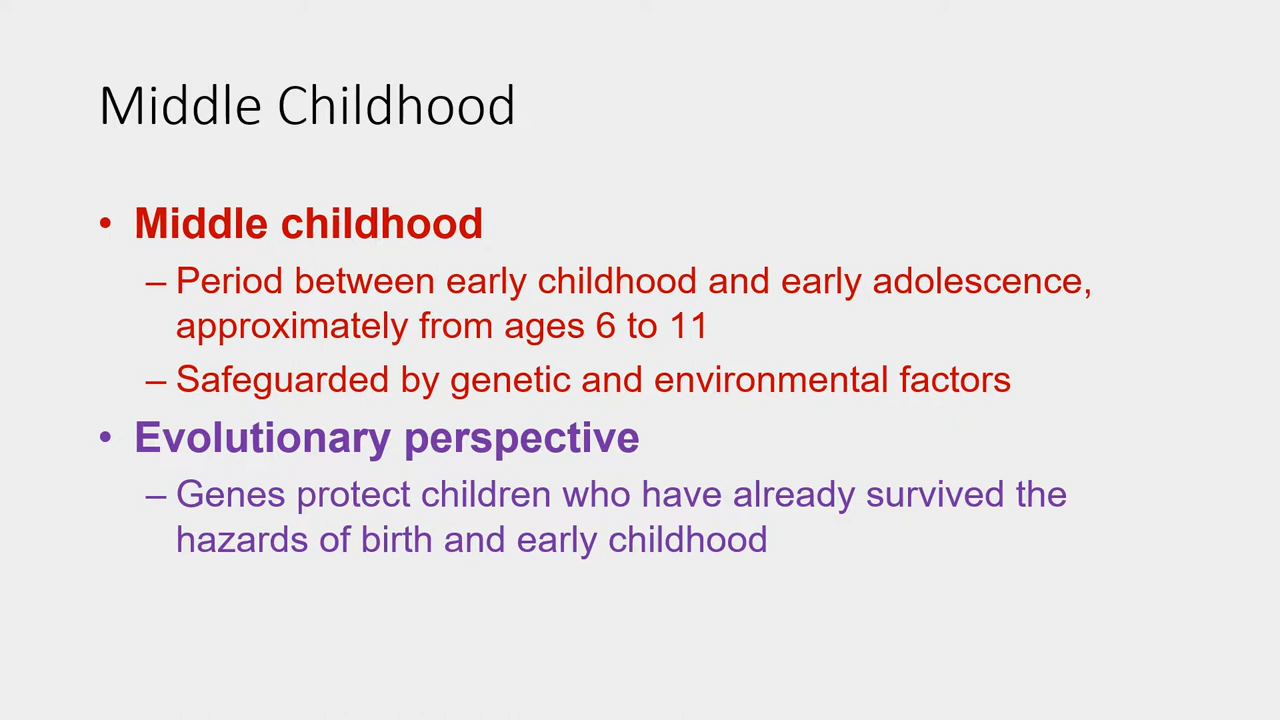 Middle Childhood
• Middle childhood
– Period between early childhood and early adolescence,
approximately from ages 6 to 11
– Safeguarded by genetic and environmental factors
• Evolutionary perspective
– Genes protect children who have already survived the
hazards of birth and early childhood